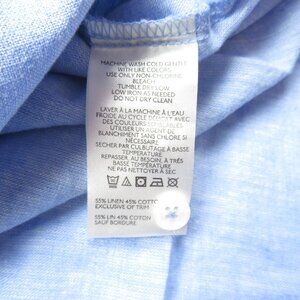 MACHINE WASH COLD GENTLE
WITH LIKE COLORS
USE ONLY NON-CHLORINE
BLEACH
TUMBLE DRY LOW
LOW IRON AS NEEDED
DO NOT DRY CLEAN
LAVER À LA MACHINE À L'EAU
FROIDE AU CYCLE DÉLICAT AVEC
DES COULEURS SIMILAIRES
UTILISER UN AGENT DE
BLANCHIMENT SANS CHLORE SI
NÉCESSAIRE
SÉCHER PAR CULBUTAGE À BASSE
TEMPÉRATURE
REPASSER, AU BESOIN, À TRÈS
BASSE TEMPÉRATURE
NE PAS NETTOYER À SEC
55% LINEN 45% COTTON
EXCLUSIVE OF TRIM
55% LIN 45% COTON
SAUF BORDURE